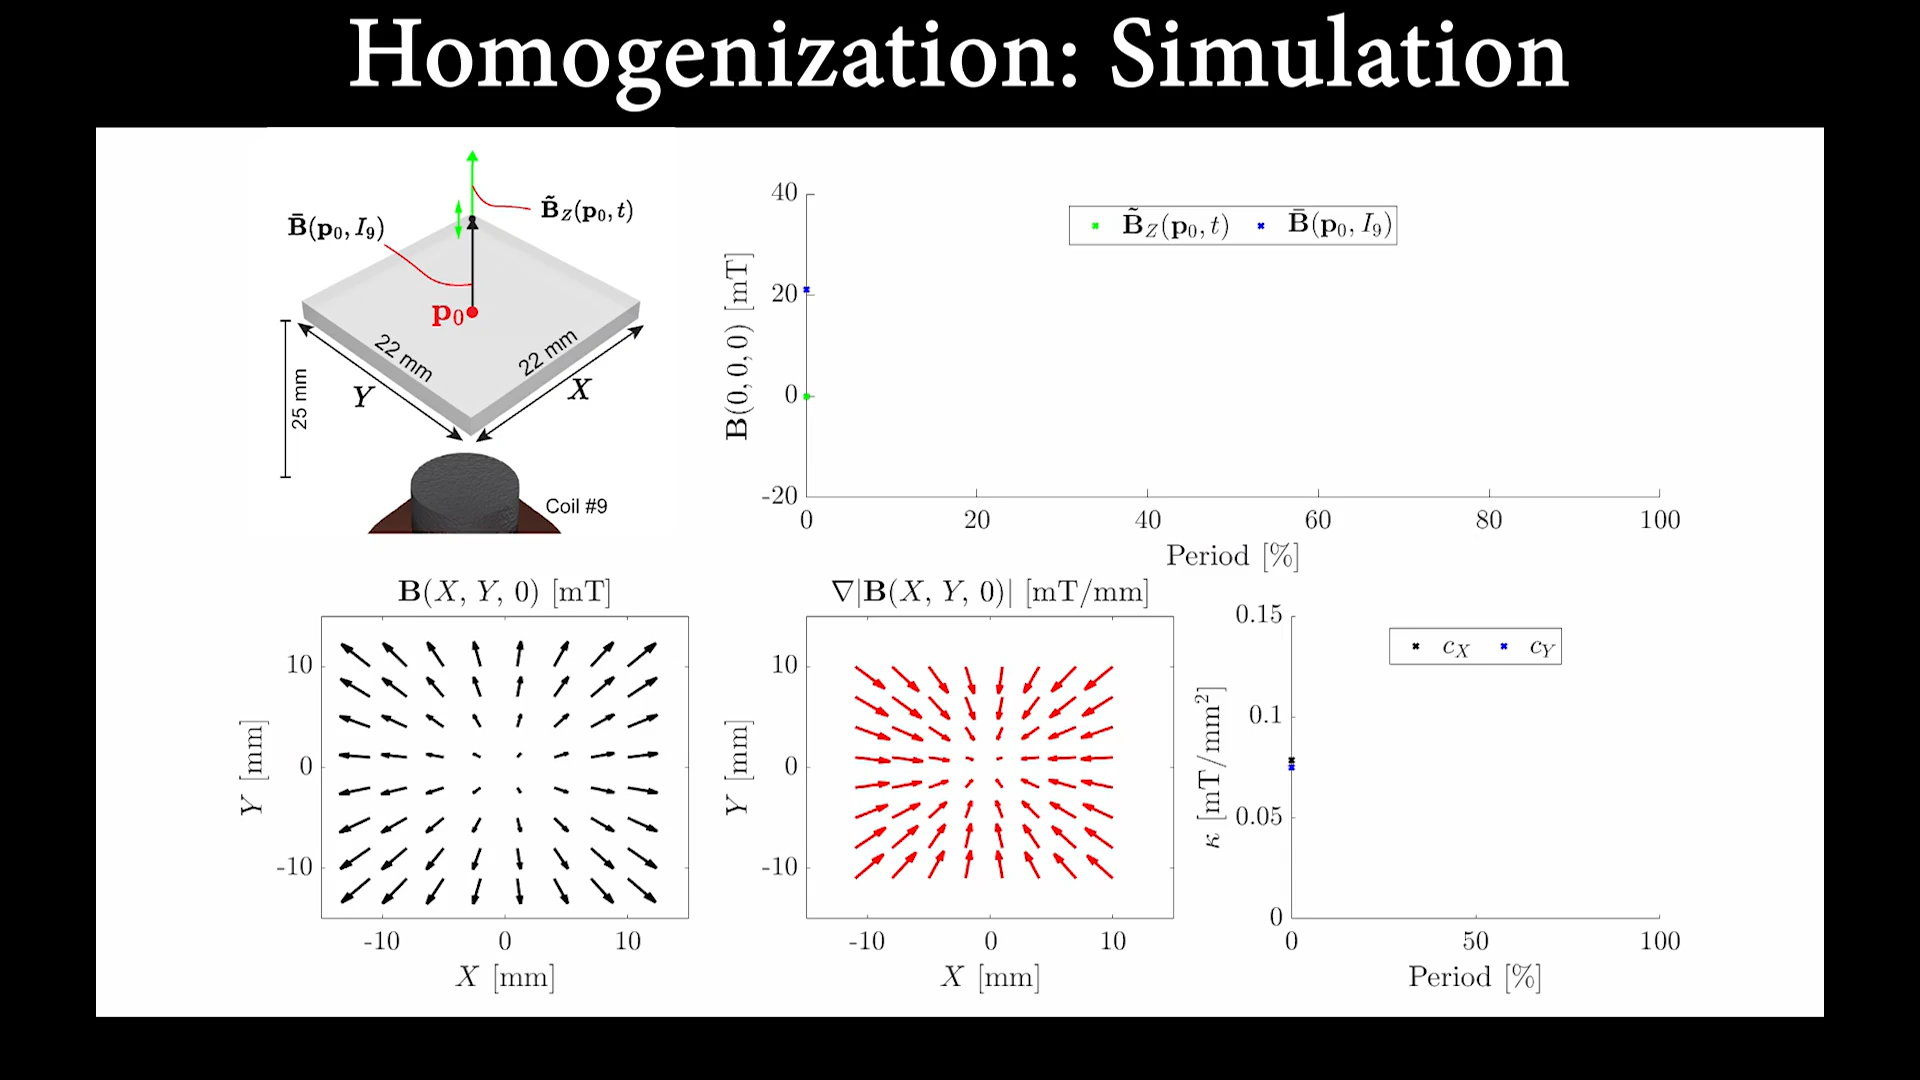 Homogenization: Simulation
B̃_Z(p₀, t)
B̄(p₀, I₉)
p₀
22 mm
22 mm
Y
X
25 mm
Coil #9
B(0, 0, 0) [mT]
40
20
0
-20
B̃_Z(p₀, t) B̄(p₀, I₉)
0 20 40 60 80 100
Period [%]
B(X, Y, 0) [mT]
Y [mm]
10
0
-10
-10 0 10
X [mm]
∇|B(X, Y, 0)| [mT/mm]
Y [mm]
10
0
-10
-10 0 10
X [mm]
κ [mT/mm²]
0.15
0.1
0.05
0
c_X c_Y
0 50 100
Period [%]